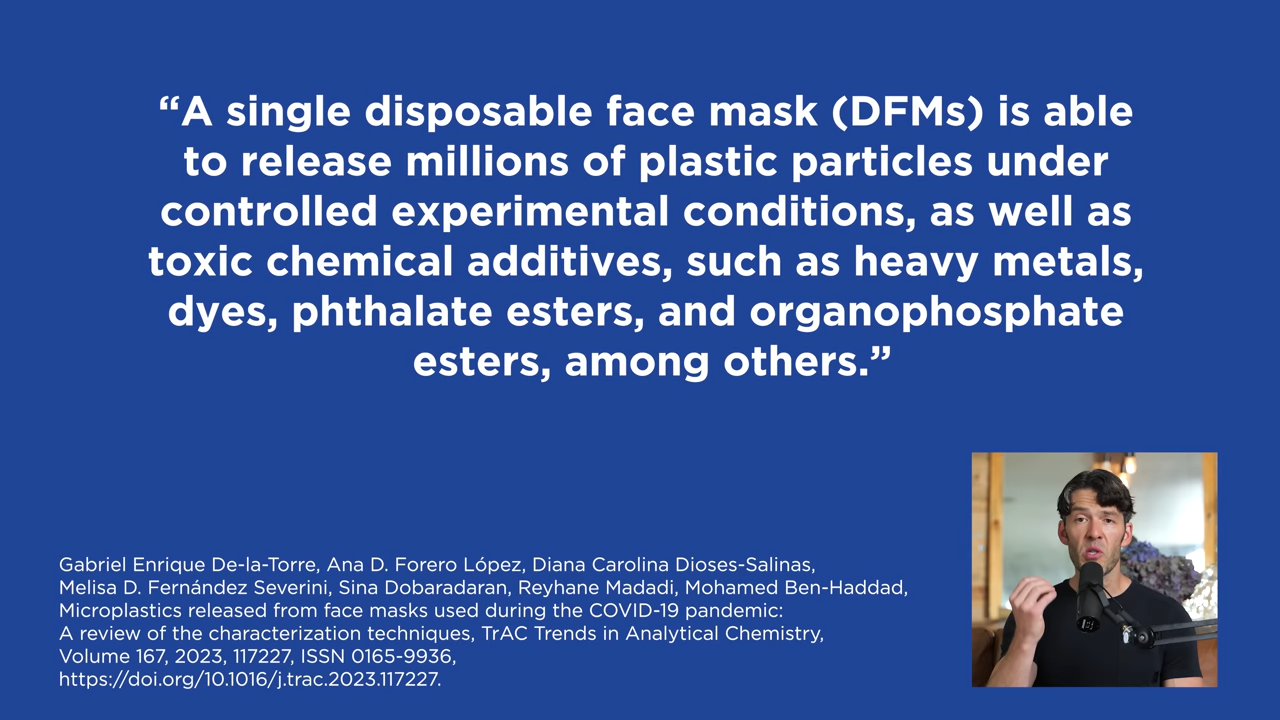 “A single disposable face mask (DFMs) is able
to release millions of plastic particles under
controlled experimental conditions, as well as
toxic chemical additives, such as heavy metals,
dyes, phthalate esters, and organophosphate
esters, among others.”
Gabriel Enrique De-la-Torre, Ana D. Forero López, Diana Carolina Dioses-Salinas,
Melisa D. Fernández Severini, Sina Dobaradaran, Reyhane Madadi, Mohamed Ben-Haddad,
Microplastics released from face masks used during the COVID-19 pandemic:
A review of the characterization techniques, TrAC Trends in Analytical Chemistry,
Volume 167, 2023, 117227, ISSN 0165-9936,
https://doi.org/10.1016/j.trac.2023.117227.